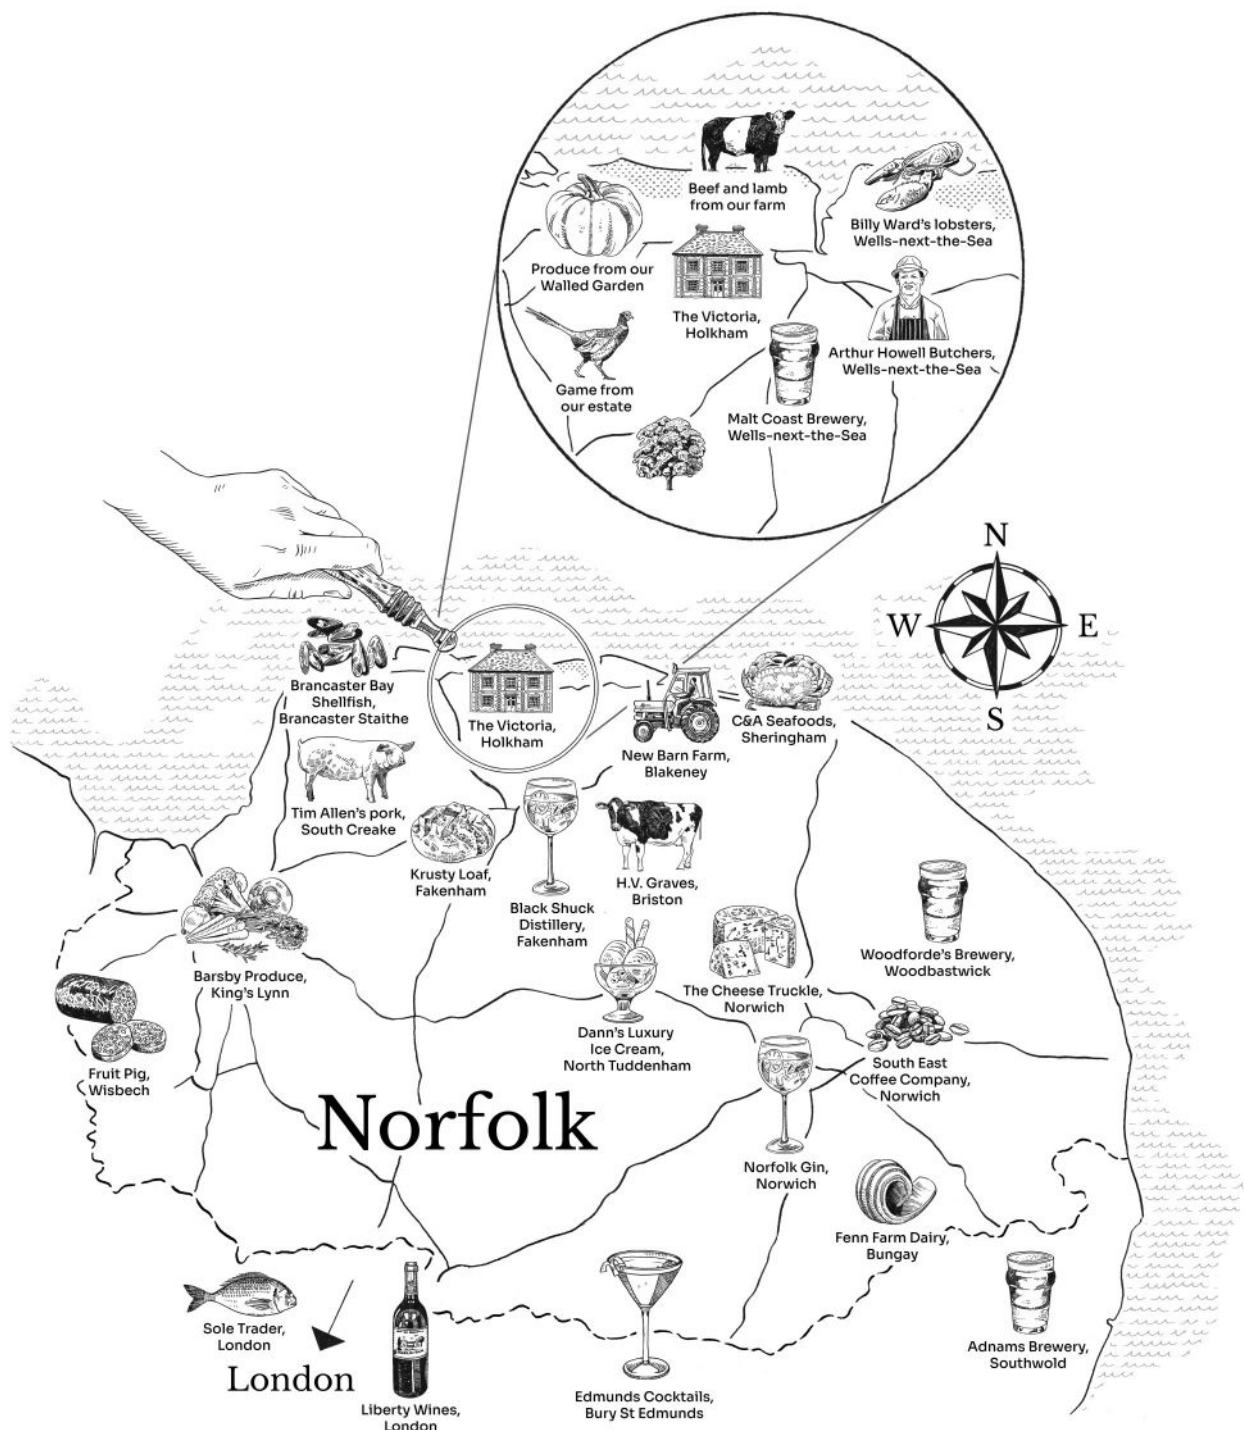 Beef and lamb
from our farm
Billy Ward's lobsters,
Wells-next-the-Sea
Produce from our
Walled Garden
The Victoria,
Holkham
Arthur Howell Butchers,
Wells-next-the-Sea
Game from
our estate
Malt Coast Brewery,
Wells-next-the-Sea
N
W
E
S
Brancaster Bay
Shellfish,
Brancaster Staithe
The Victoria,
Holkham
New Barn Farm,
Blakeney
C&A Seafoods,
Sheringham
Tim Allen's pork,
South Creake
Krusty Loaf,
Fakenham
Black Shuck
Distillery,
Fakenham
H.V. Graves,
Briston
Barsby Produce,
King's Lynn
The Cheese Truckle,
Norwich
Woodforde's Brewery,
Woodbastwick
Fruit Pig,
Wisbech
Dann's Luxury
Ice Cream,
North Tuddenham
South East
Coffee Company,
Norwich
Norfolk
Norfolk Gin,
Norwich
Fenn Farm Dairy,
Bungay
Sole Trader,
London
London
Liberty Wines,
London
Edmunds Cocktails,
Bury St Edmunds
Adnams Brewery,
Southwold